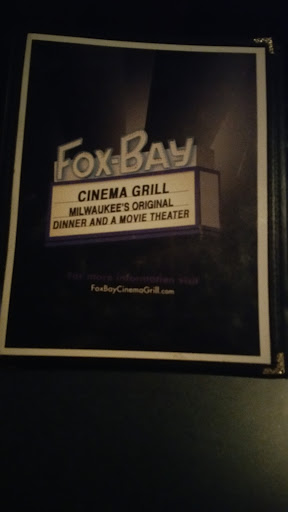 FOX-BAY
CINEMA GRILL
MILWAUKEE'S ORIGINAL
DINNER AND A MOVIE THEATER
For more information visit
FoxBayCinemaGrill.com